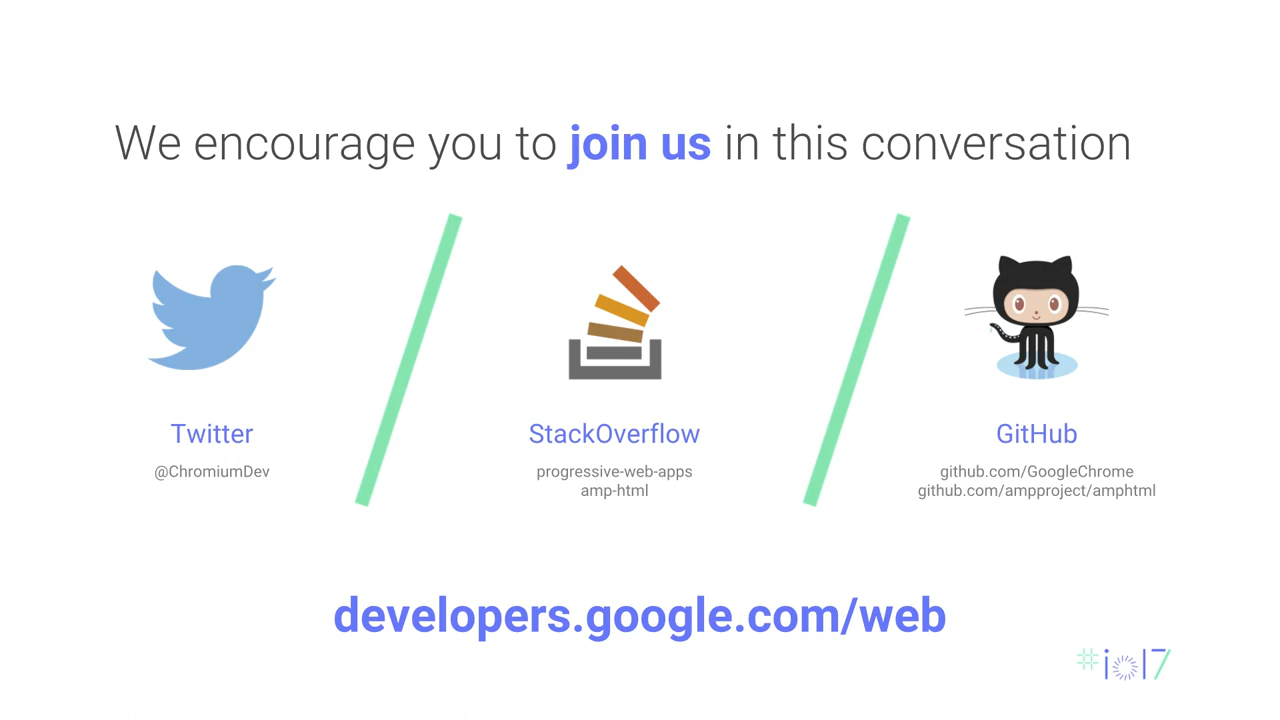 We encourage you to join us in this conversation
Twitter
@ChromiumDev
StackOverflow
progressive-web-apps
amp-html
GitHub
github.com/GoogleChrome
github.com/ampproject/amphtml
developers.google.com/web
#io17